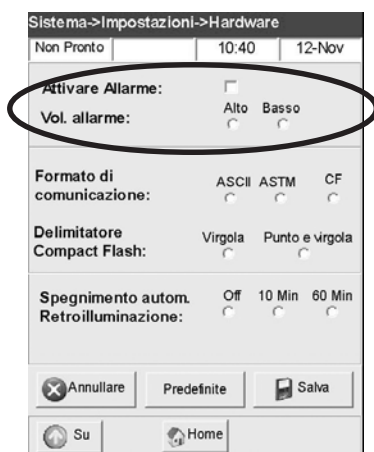 Sistema->Impostazioni->Hardware
Non Pronto 10:40 12-Nov
Attivare Allarme:
Vol. allarme: Alto Basso
Formato di
comunicazione: ASCII ASTM CF
Delimitatore
Compact Flash: Virgola Punto e virgola
Spegnimento autom.
Retroilluminazione: Off 10 Min 60 Min
Annullare Predefinite Salva
Su Home